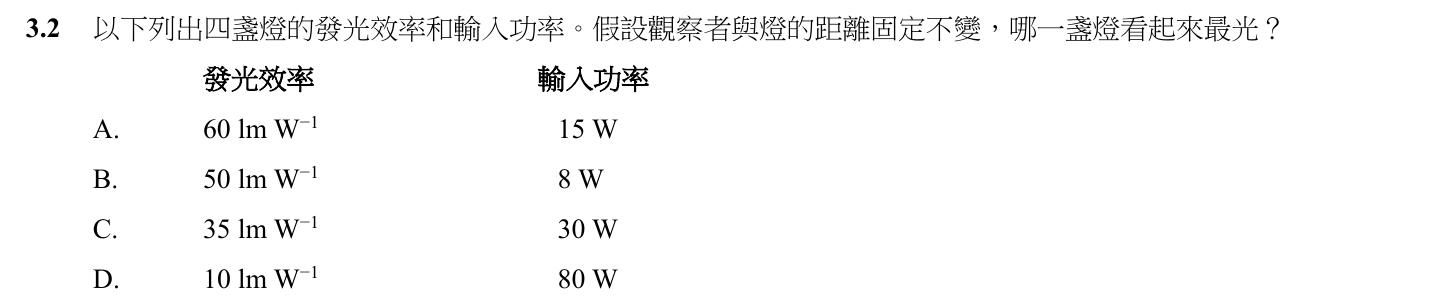 3.2 以下列出四盞燈的發光效率和輸入功率。假設觀察者與燈的距離固定不變，哪一盞燈看起來最光？
發光效率 輸入功率
A. 60 lm W⁻¹ 15 W
B. 50 lm W⁻¹ 8 W
C. 35 lm W⁻¹ 30 W
D. 10 lm W⁻¹ 80 W